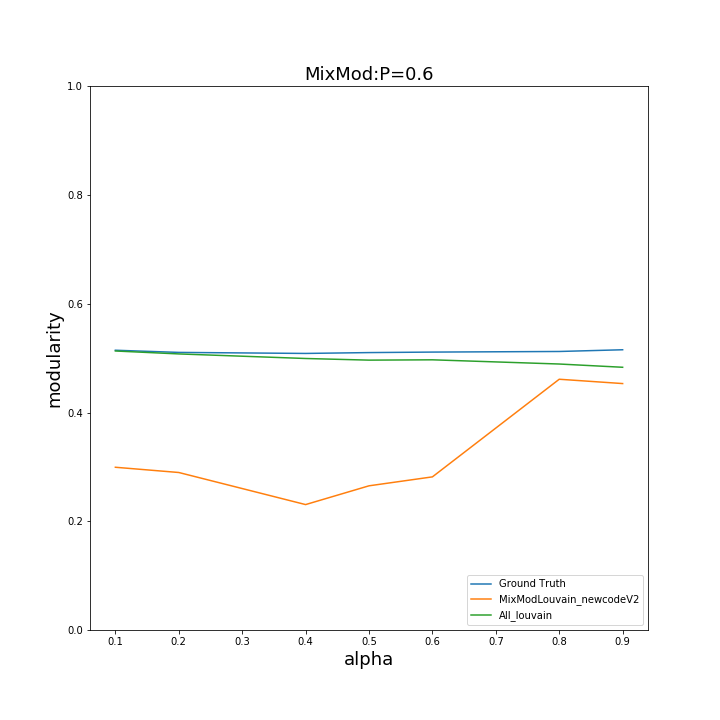 MixMod:P=0.6
1.0
0.8
0.6
0.4
0.2
0.0
modularity
0.1 0.2 0.3 0.4 0.5 0.6 0.7 0.8 0.9
alpha
Ground Truth
MixModLouvain_newcodeV2
All_louvain